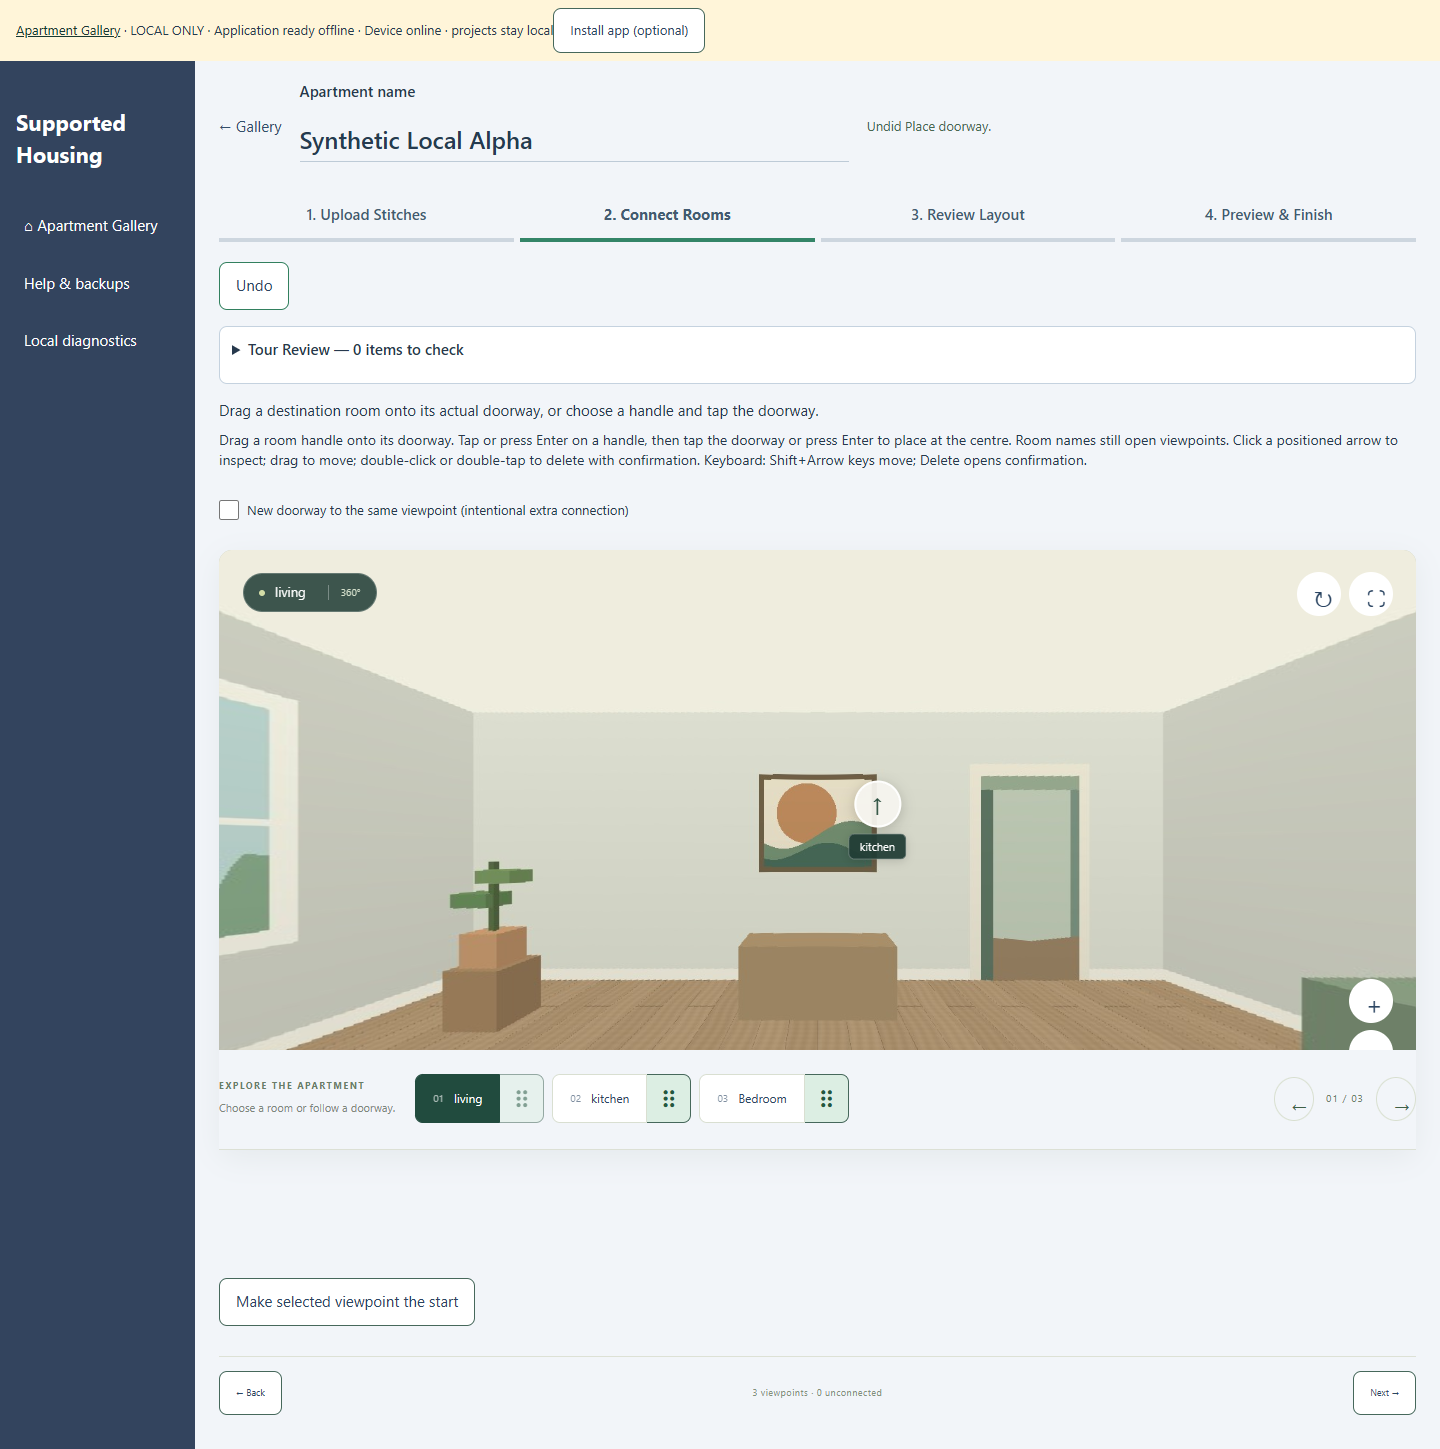 Apartment Gallery · LOCAL ONLY · Application ready offline · Device online · projects stay local
Install app (optional)
Supported
Housing
⌂ Apartment Gallery
Help & backups
Local diagnostics
← Gallery
Apartment name
Synthetic Local Alpha
Undid Place doorway.
1. Upload Stitches
2. Connect Rooms
3. Review Layout
4. Preview & Finish
Undo
▶ Tour Review — 0 items to check
Drag a destination room onto its actual doorway, or choose a handle and tap the doorway.
Drag a room handle onto its doorway. Tap or press Enter on a handle, then tap the doorway or press Enter to place at the centre. Room names still open viewpoints. Click a positioned arrow to
inspect; drag to move; double-click or double-tap to delete with confirmation. Keyboard: Shift+Arrow keys move; Delete opens confirmation.
New doorway to the same viewpoint (intentional extra connection)
living
360°
↻
↑
kitchen
+
EXPLORE THE APARTMENT
Choose a room or follow a doorway.
01 living
02 kitchen
03 Bedroom
← 01 / 03 →
Make selected viewpoint the start
← Back
3 viewpoints · 0 unconnected
Next →